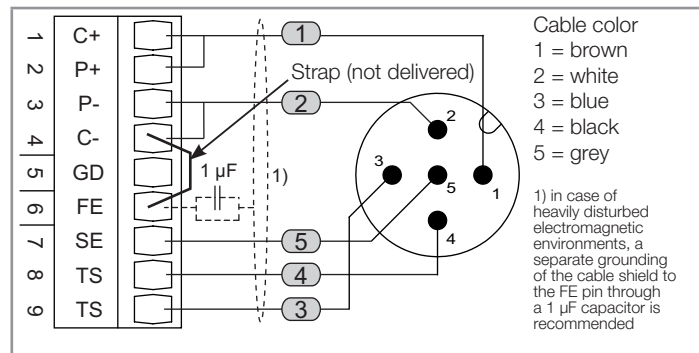 1 C+
2 P+
3 P-
4 C-
5 GD
6 FE
7 SE
8 TS
9 TS
1
2
5
4
3
Strap (not delivered)
1 µF
1)
2
3
5
1
4
Cable color
1 = brown
2 = white
3 = blue
4 = black
5 = grey
1) in case of
heavily disturbed
electromagnetic
environments, a
separate grounding
of the cable shield to
the FE pin through
a 1 µF capacitor is
recommended